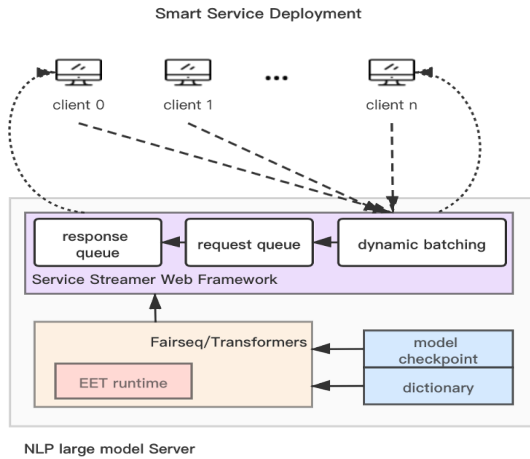 Smart Service Deployment
client 0
client 1
...
client n
response
queue
request queue
dynamic batching
Service Streamer Web Framework
Fairseq/Transformers
EET runtime
model
checkpoint
dictionary
NLP large model Server